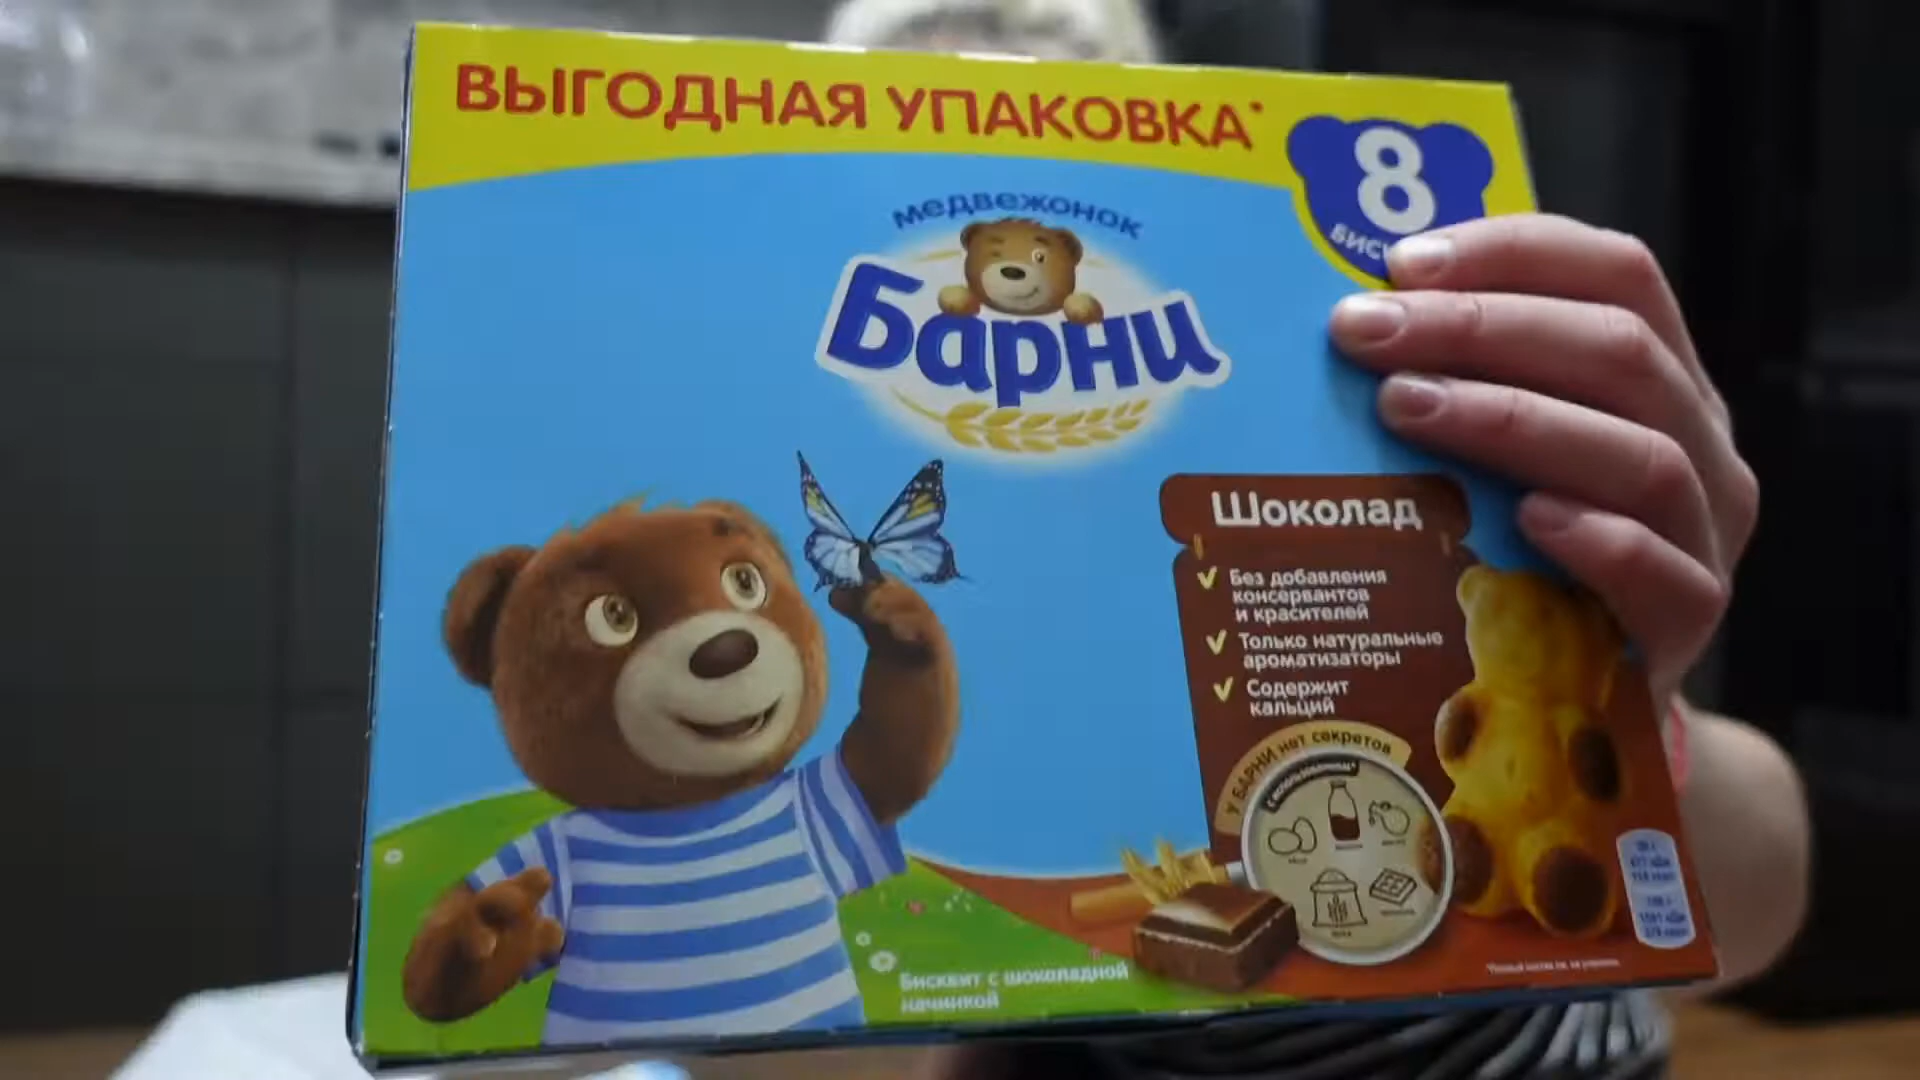 ВЫГОДНАЯ УПАКОВКА*
8
медвежонок
Барни
Шоколад
Без добавления
консервантов
и красителей
Только натуральные
ароматизаторы
Содержит
кальций
У БАРНИ нет секретов
Бисквит с шоколадной
начинкой